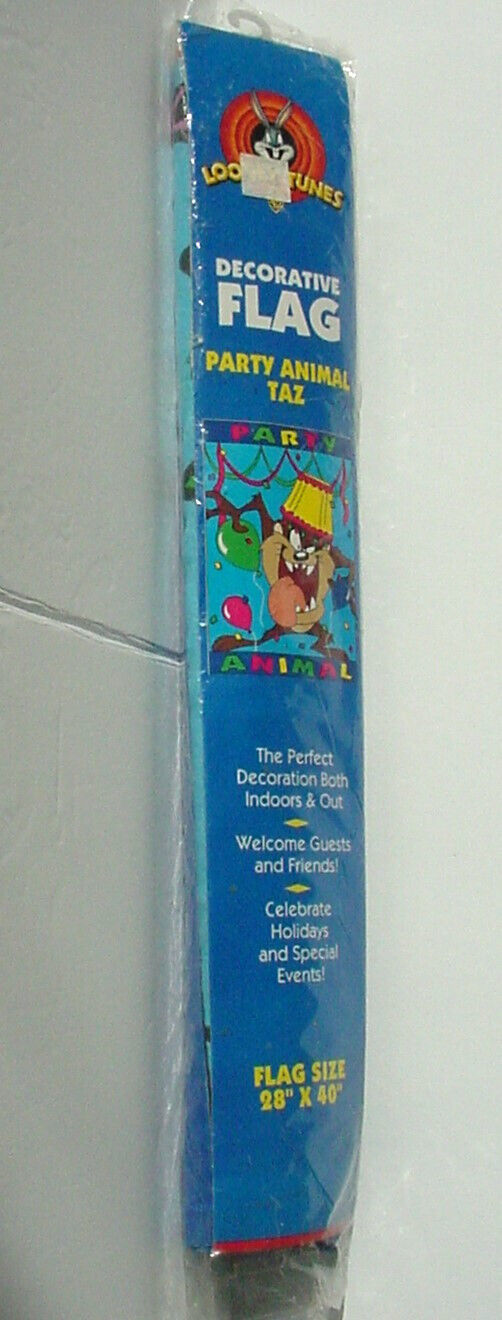 LOO TUNES
DECORATIVE
FLAG
PARTY ANIMAL
TAZ
PARTY
ANIMAL
The Perfect
Decoration Both
Indoors & Out
Welcome Guests
and Friends!
Celebrate
Holidays
and Special
Events!
FLAG SIZE
28" X 40"